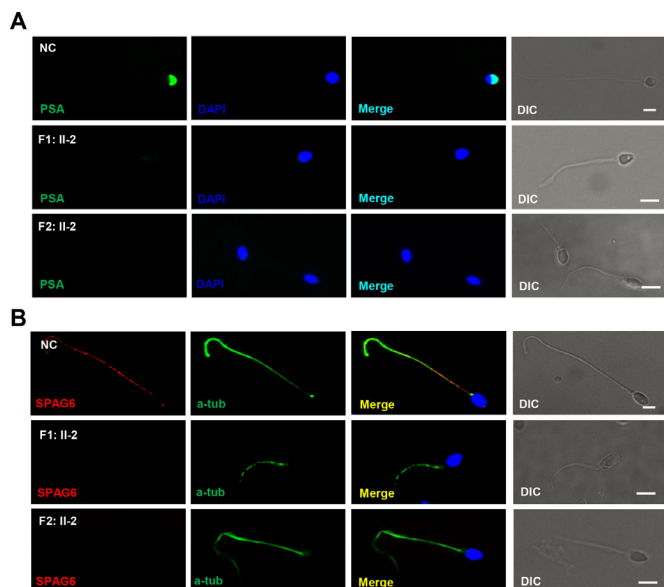 A
NC
PSA
DAPI
Merge
DIC
F1: II-2
PSA
DAPI
Merge
DIC
F2: II-2
PSA
DAPI
Merge
DIC
B
NC
SPAG6
a-tub
Merge
DIC
F1: II-2
SPAG6
a-tub
Merge
DIC
F2: II-2
SPAG6
a-tub
Merge
DIC